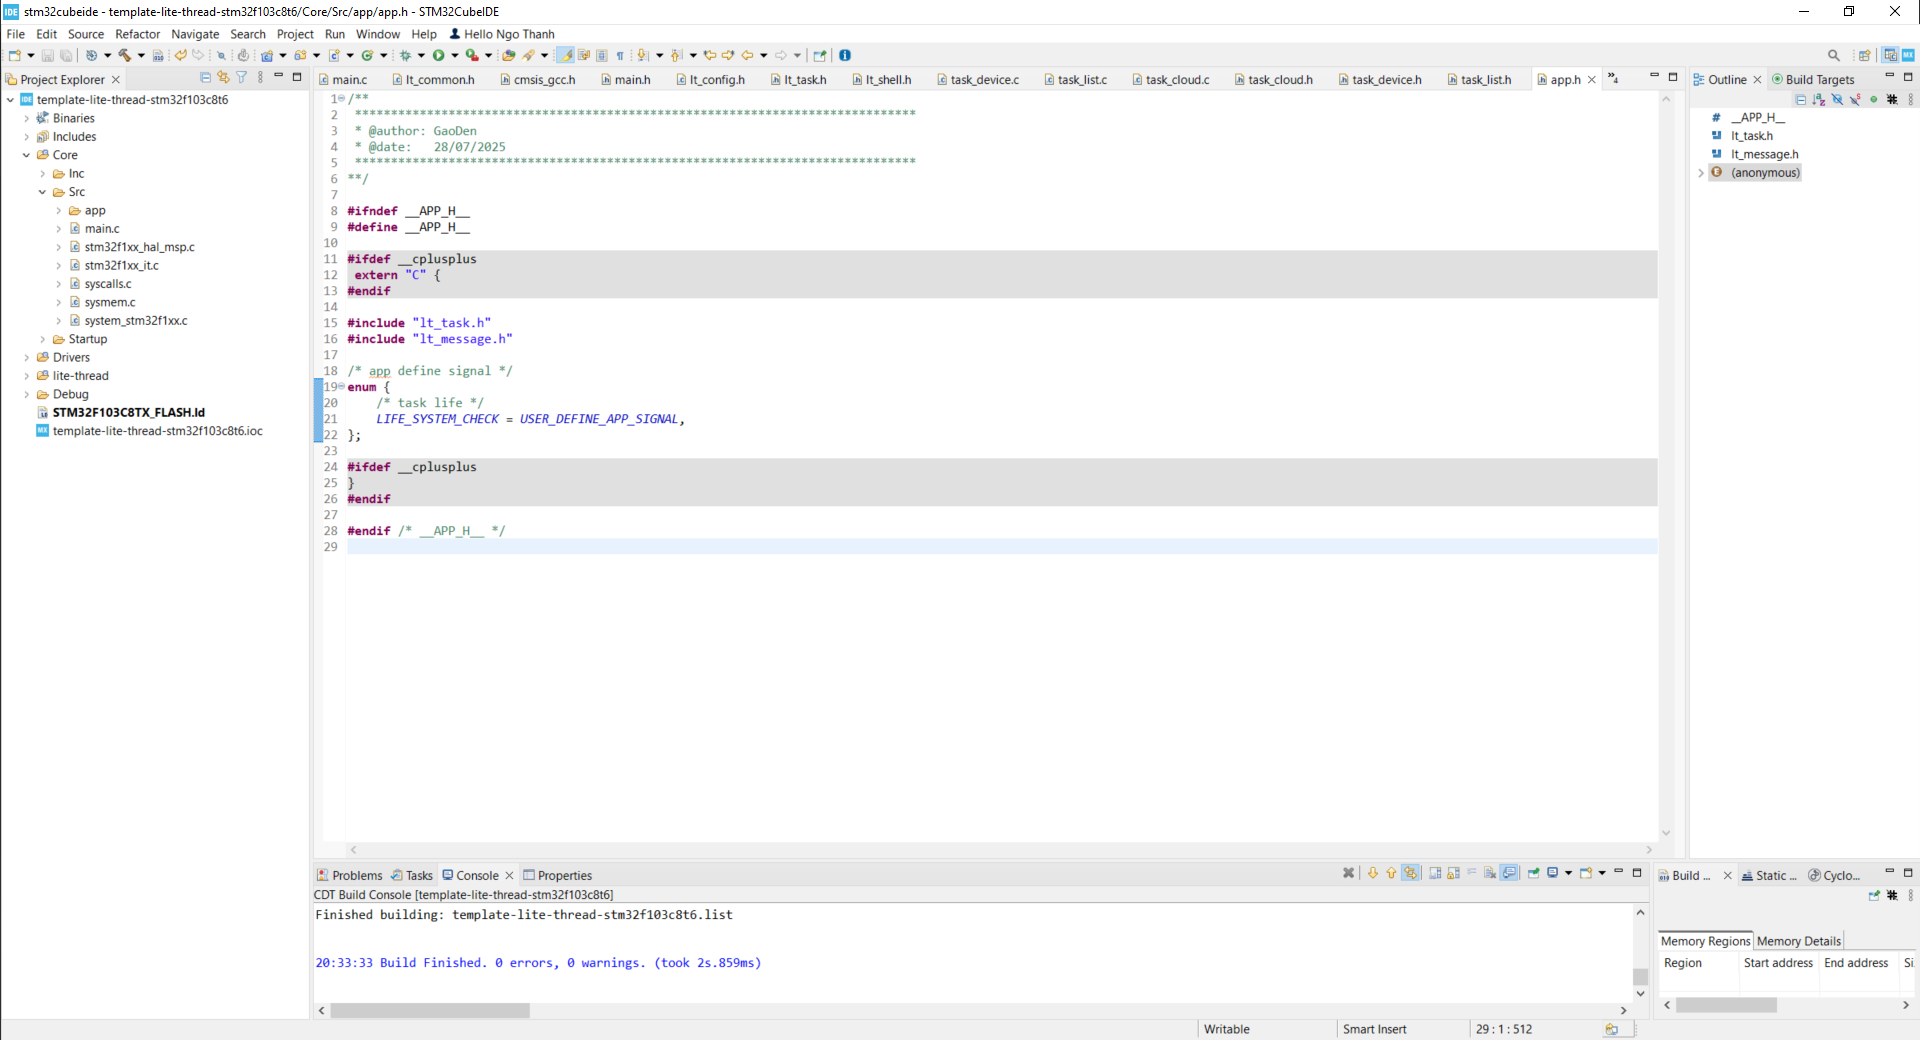 IDE stm32cubeide - template-lite-thread-stm32f103c8t6/Core/Src/app/app.h - STM32CubeIDE
File Edit Source Refactor Navigate Search Project Run Window Help Hello Ngo Thanh
Project Explorer
template-lite-thread-stm32f103c8t6
Binaries
Includes
Core
Inc
Src
app
main.c
stm32f1xx_hal_msp.c
stm32f1xx_it.c
syscalls.c
sysmem.c
system_stm32f1xx.c
Startup
Drivers
lite-thread
Debug
STM32F103C8TX_FLASH.ld
template-lite-thread-stm32f103c8t6.ioc
main.c lt_common.h cmsis_gcc.h main.h lt_config.h lt_task.h lt_shell.h task_device.c task_list.c task_cloud.c task_cloud.h task_device.h task_list.h app.h »4
1 /**
2 ******************************************************************************
3 * @author: GaoDen
4 * @date:   28/07/2025
5 ******************************************************************************
6 **/
7
8 #ifndef __APP_H__
9 #define __APP_H__
10
11 #ifdef __cplusplus
12 extern "C" {
13 #endif
14
15 #include "lt_task.h"
16 #include "lt_message.h"
17
18 /* app define signal */
19 enum {
20 /* task life */
21 LIFE_SYSTEM_CHECK = USER_DEFINE_APP_SIGNAL,
22 };
23
24 #ifdef __cplusplus
25 }
26 #endif
27
28 #endif /* __APP_H__ */
29
Outline Build Targets
# __APP_H__
lt_task.h
lt_message.h
(anonymous)
Problems Tasks Console Properties
CDT Build Console [template-lite-thread-stm32f103c8t6]
Finished building: template-lite-thread-stm32f103c8t6.list
20:33:33 Build Finished. 0 errors, 0 warnings. (took 2s.859ms)
Build ... Static ... Cyclo...
Memory Regions Memory Details
Region Start address End address Si
Writable Smart Insert 29 : 1 : 512